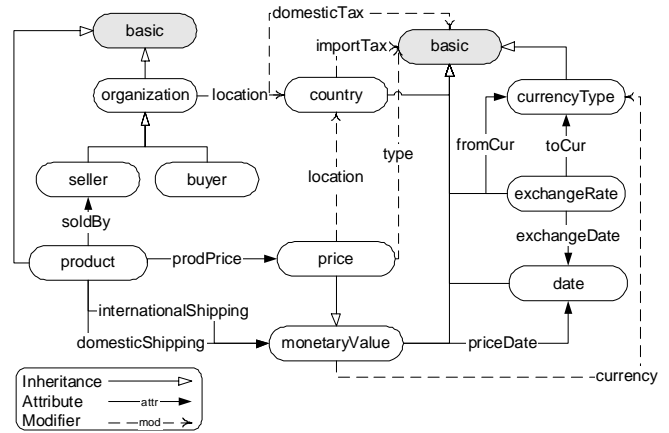 domesticTax
basic
importTax
basic
organization
location
country
currencyType
fromCur
toCur
type
seller
buyer
location
exchangeRate
soldBy
exchangeDate
product
prodPrice
price
date
internationalShipping
domesticShipping
monetaryValue
priceDate
currency
Inheritance
Attribute
attr
Modifier
mod